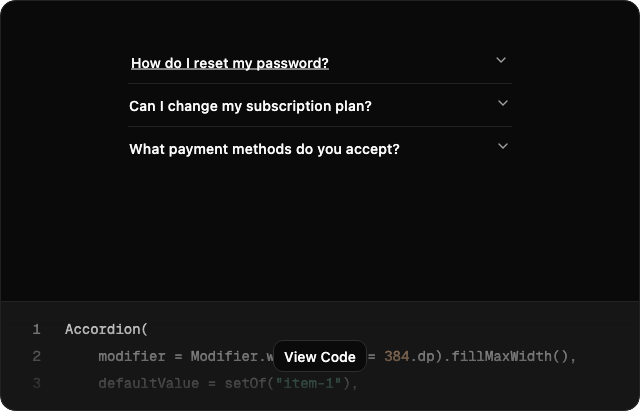 How do I reset my password?
Can I change my subscription plan?
What payment methods do you accept?
1 Accordion(
2 modifier = Modifier.w = 384.dp).fillMaxWidth(),
View Code
3 defaultValue = setOf("item-1"),